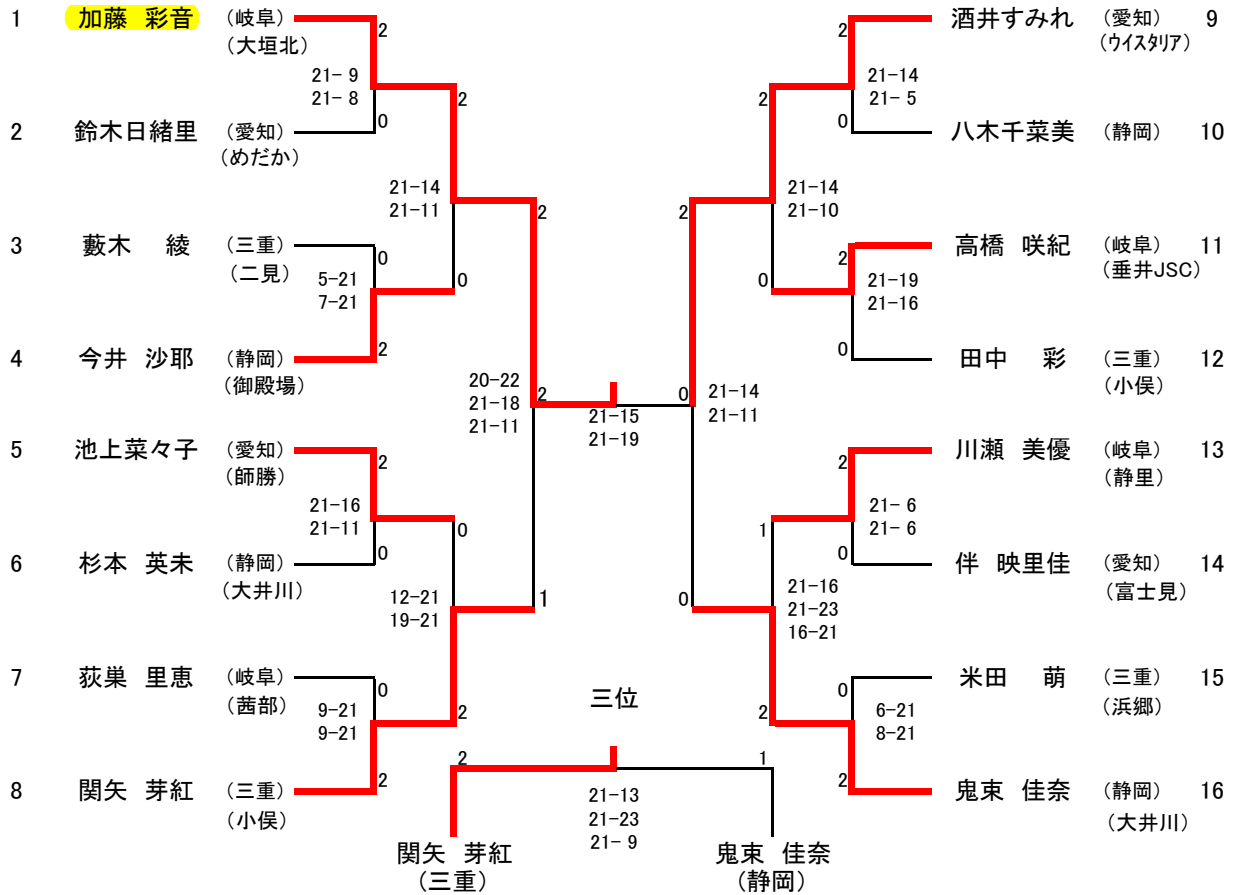 1 加藤 彩音 (岐阜)
(大垣北)
2
21- 9
21- 8
0
2 鈴木日緒里 (愛知)
(めだか)
2
21-14
21-11
0
3 藪木 綾 (三重)
(二見)
0
5-21
7-21
2
4 今井 沙耶 (静岡)
(御殿場)
2
20-22
21-18
21-11
1
5 池上菜々子 (愛知)
(師勝)
2
21-16
21-11
0
6 杉本 英未 (静岡)
(大井川)
0
12-21
19-21
2
7 荻巣 里恵 (岐阜)
(茜部)
0
9-21
9-21
2
8 関矢 芽紅 (三重)
(小俣)
2
21-15
21-19
0
酒井すみれ (愛知) 9
(ウイスタリア)
2
21-14
21- 5
0
八木千菜美 (静岡) 10
2
21-14
21-10
0
高橋 咲紀 (岐阜) 11
(垂井JSC)
2
21-19
21-16
0
田中 彩 (三重) 12
(小俣)
2
21-14
21-11
0
川瀬 美優 (岐阜) 13
(静里)
2
21- 6
21- 6
0
伴 映里佳 (愛知) 14
(富士見)
1
21-16
21-23
16-21
2
米田 萌 (三重) 15
(浜郷)
0
6-21
8-21
2
鬼束 佳奈 (静岡) 16
(大井川)
三位
2
21-13
21-23
21- 9
1
関矢 芽紅
(三重)
鬼束 佳奈
(静岡)